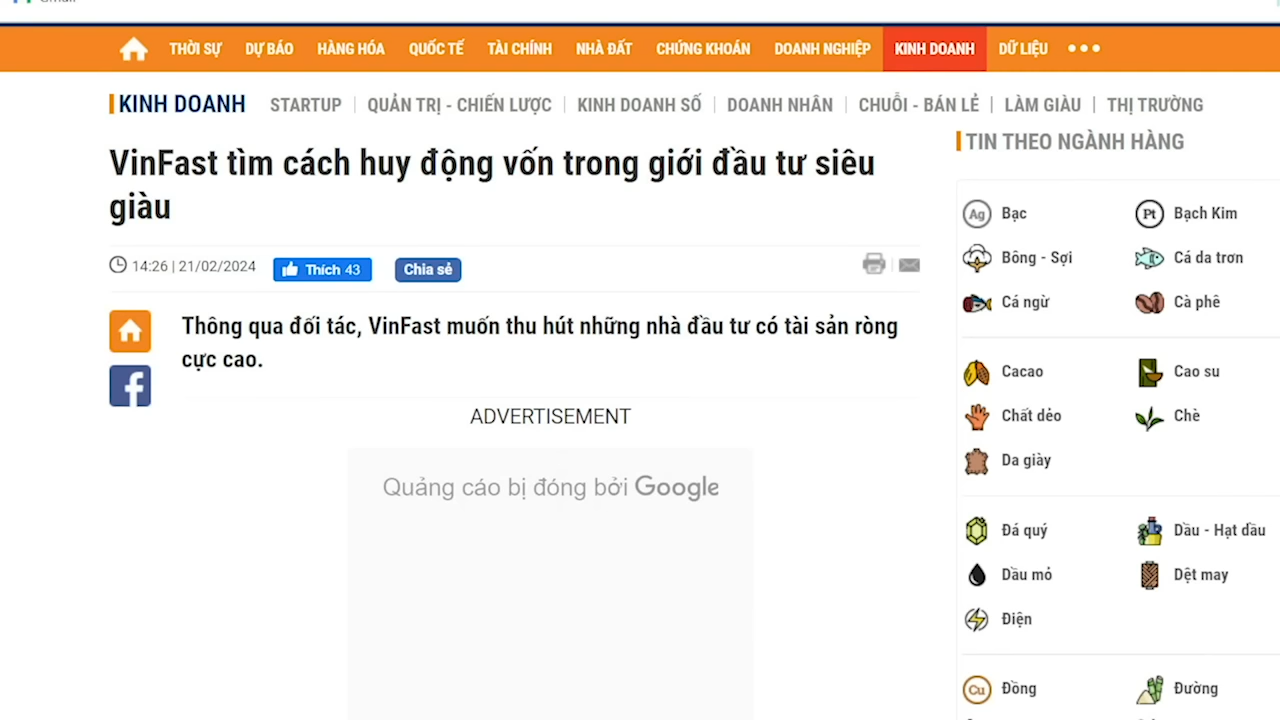 THỜI SỰ DỰ BÁO HÀNG HÓA QUỐC TẾ TÀI CHÍNH NHÀ ĐẤT CHỨNG KHOÁN DOANH NGHIỆP KINH DOANH DỮ LIỆU
KINH DOANH STARTUP QUẢN TRỊ - CHIẾN LƯỢC KINH DOANH SỐ DOANH NHÂN CHUỖI - BÁN LẺ LÀM GIÀU THỊ TRƯỜNG
VinFast tìm cách huy động vốn trong giới đầu tư siêu
giàu
14:26 | 21/02/2024 Thích 43 Chia sẻ
Thông qua đối tác, VinFast muốn thu hút những nhà đầu tư có tài sản ròng
cực cao.
ADVERTISEMENT
Quảng cáo bị đóng bởi Google
TIN THEO NGÀNH HÀNG
Ag Bạc Pt Bạch Kim
Bông - Sợi Cá da trơn
Cá ngừ Cà phê
Cacao Cao su
Chất dẻo Chè
Da giày
Đá quý Dầu - Hạt dầu
Dầu mỏ Dệt may
Điện
Cu Đồng Đường